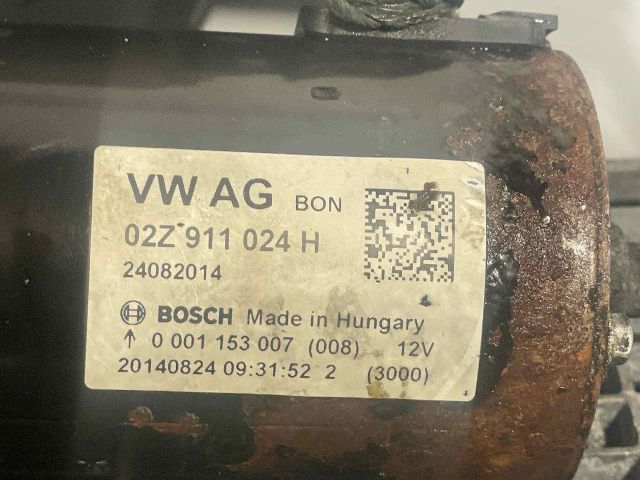 VW AG BON
02Z 911 024 H
24082014
BOSCH Made in Hungary
↑ 0 001 153 007 (008) 12V
20140824 09:31:52 2 (3000)